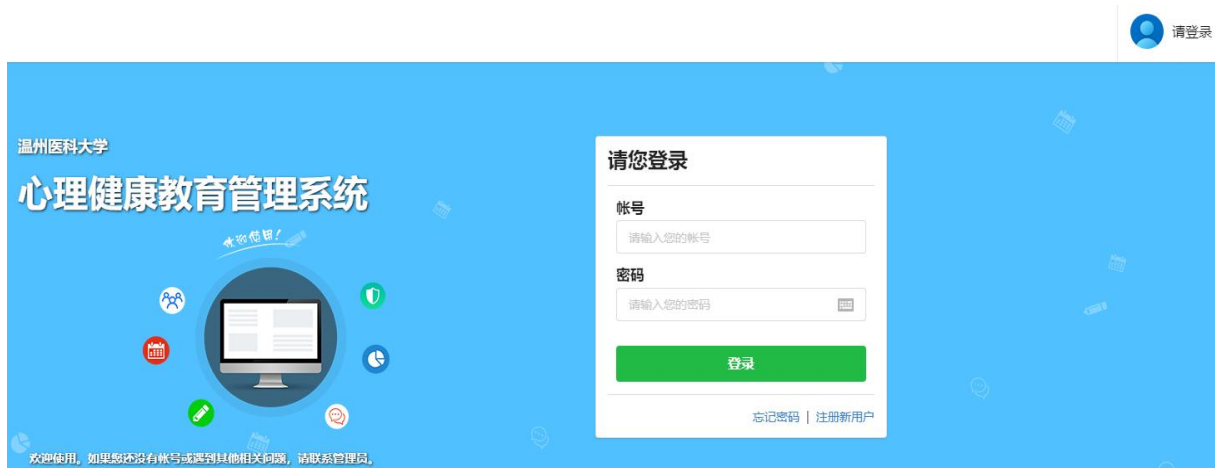 请登录
温州医科大学
心理健康教育管理系统
欢迎使用!
欢迎使用。如果您还没有帐号或遇到其他相关问题，请联系管理员。
请您登录
帐号
请输入您的帐号
密码
请输入您的密码
登录
忘记密码 | 注册新用户